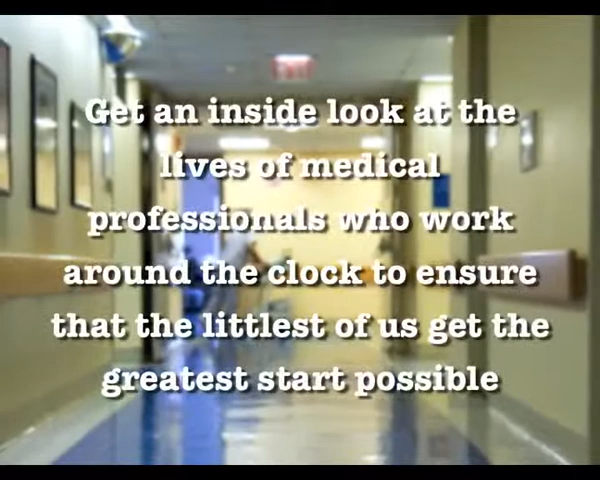 Get an inside look at the
lives of medical
professionals who work
around the clock to ensure
that the littlest of us get the
greatest start possible